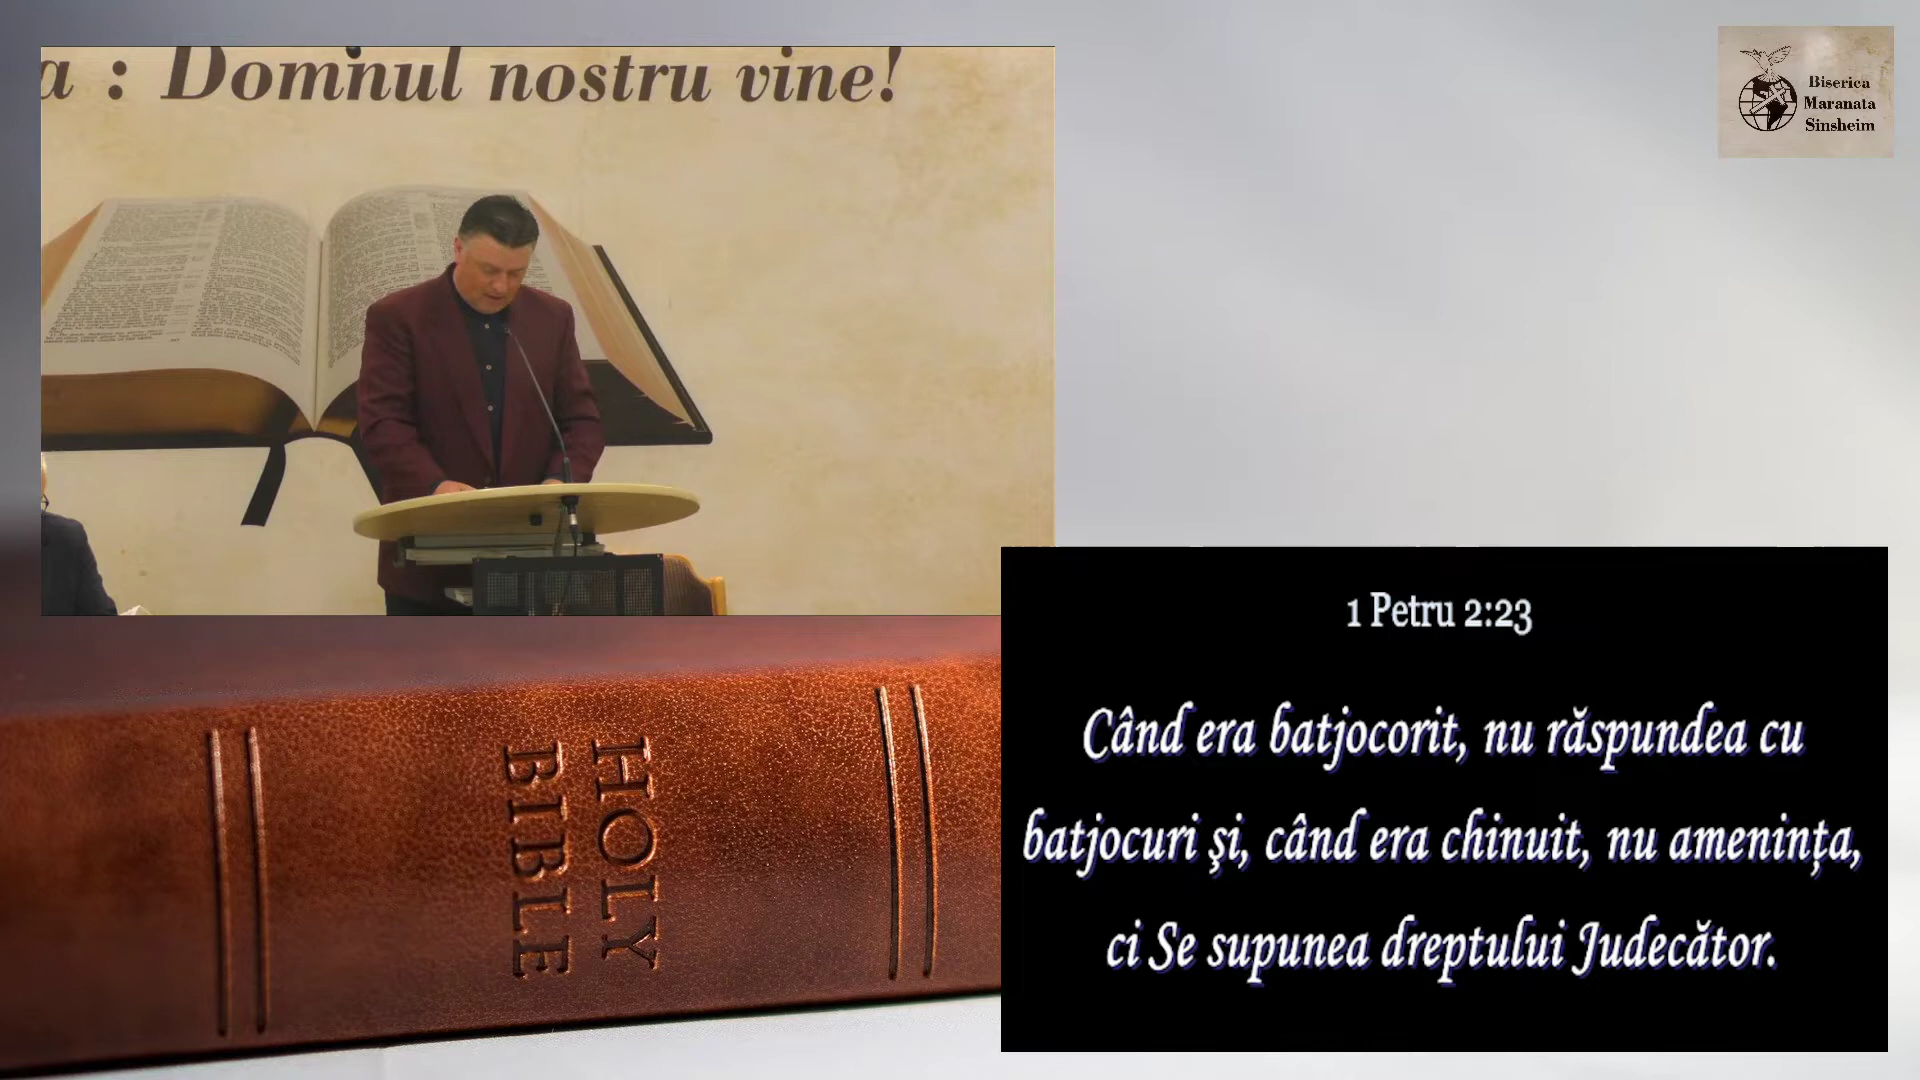 a : Domnul nostru vine!
Biserica
Maranata
Sinsheim
HOLY
BIBLE
1 Petru 2:23
Când era batjocorit, nu răspundea cu
batjocuri şi, când era chinuit, nu ameninţa,
ci Se supunea dreptului Judecător.